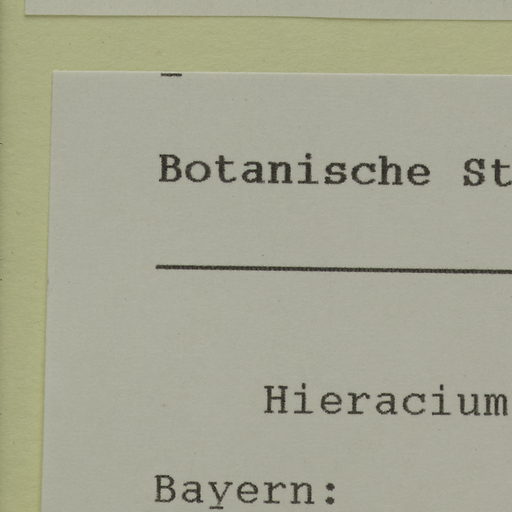 Botanische St
Hieracium
Bayern: